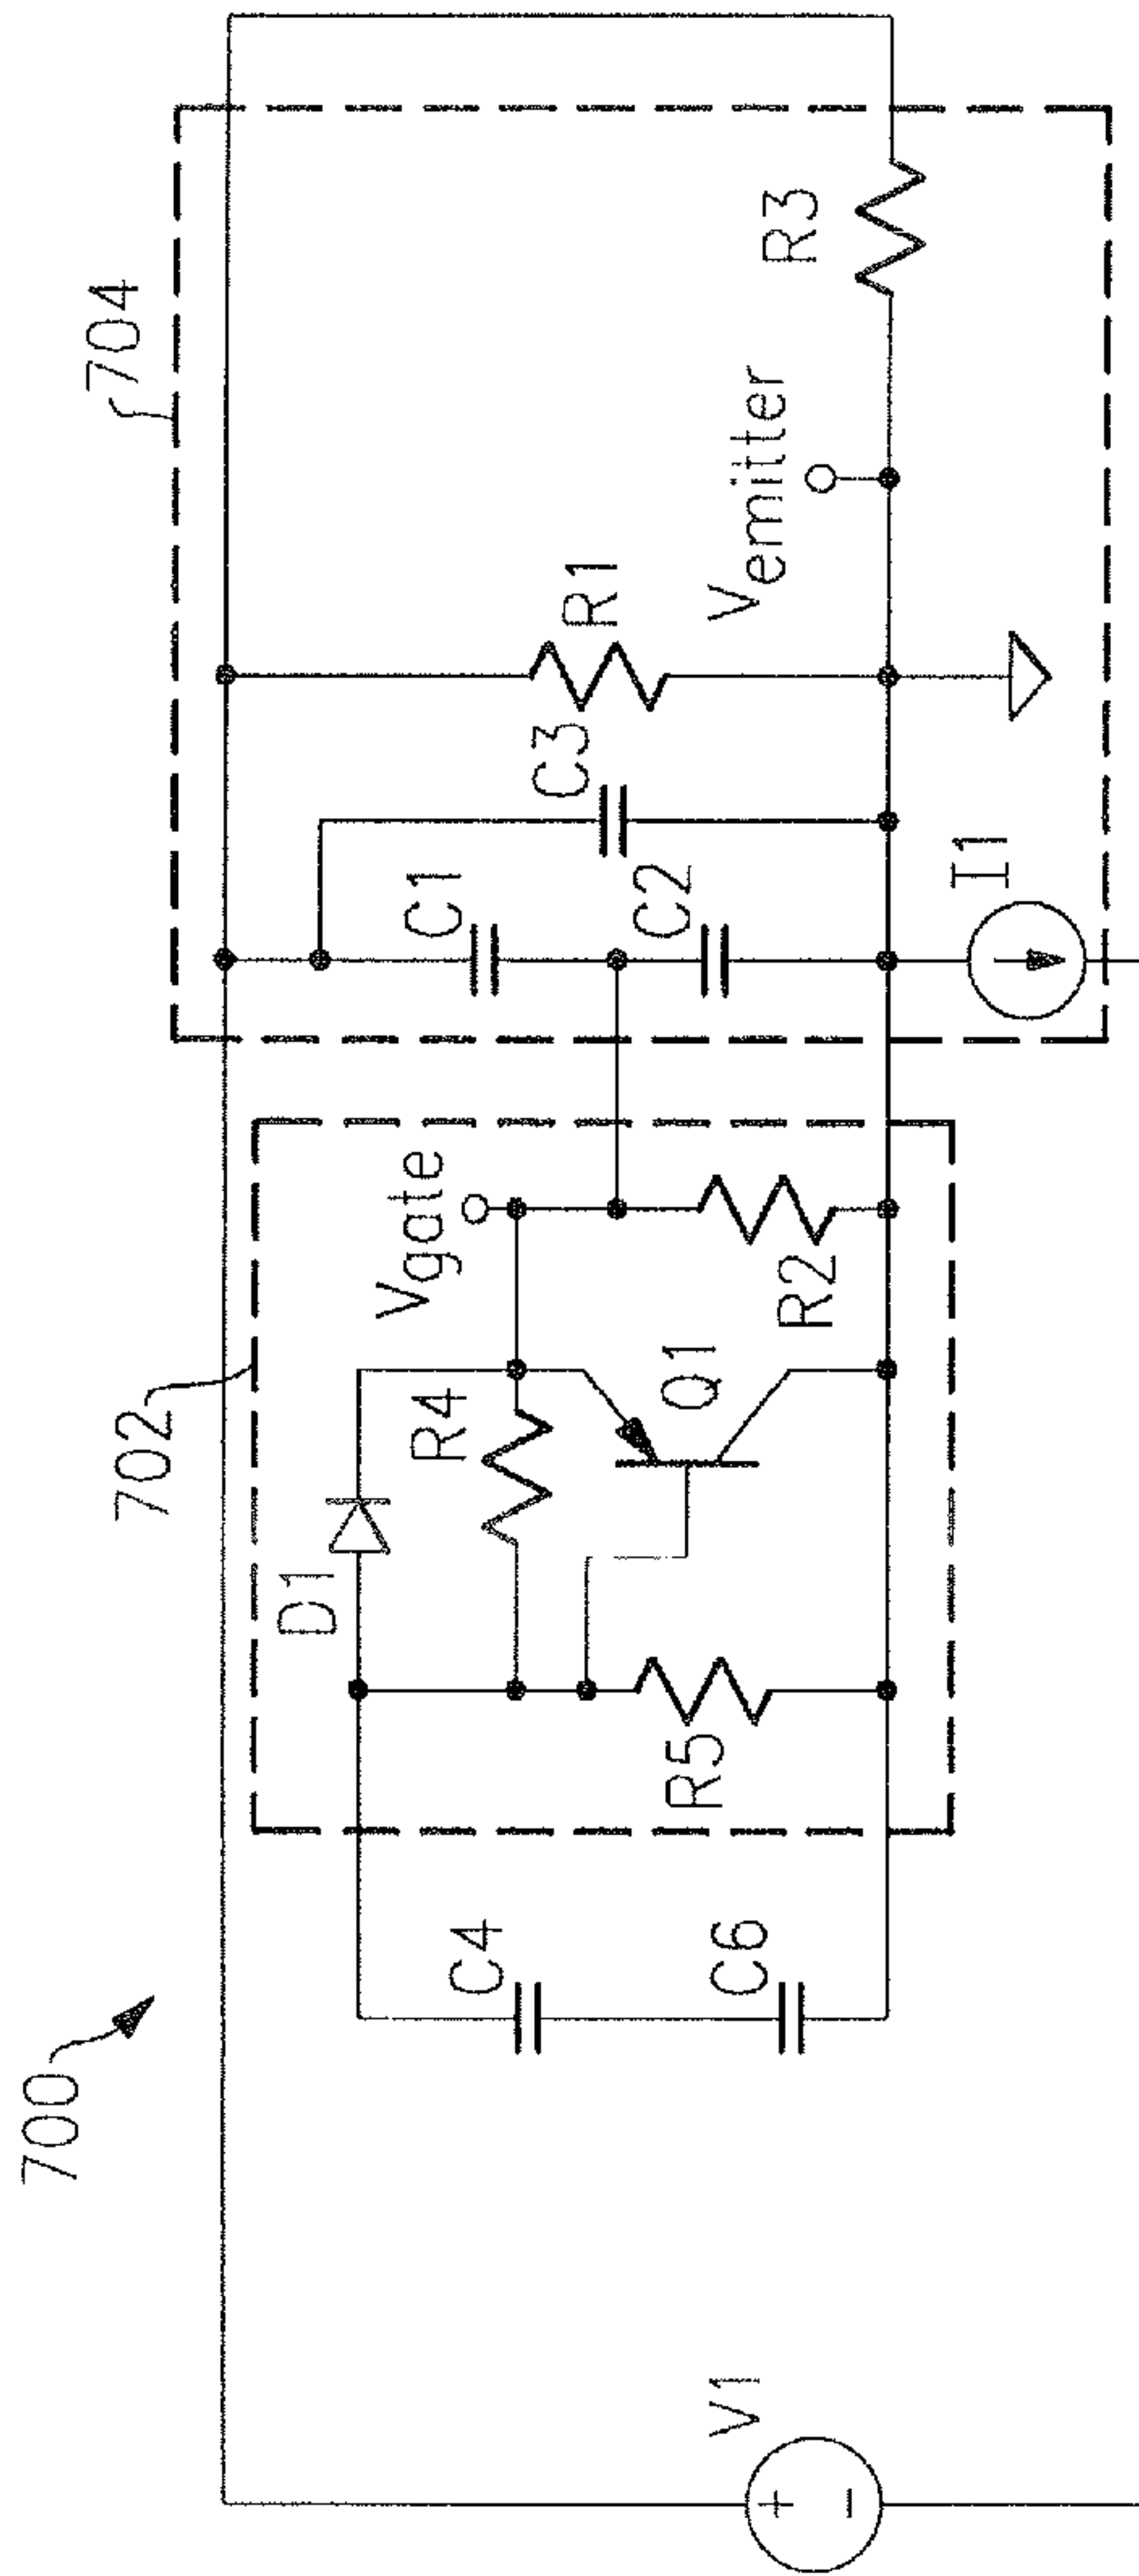 700
702
704
V1
+
-
C4
C6
D1
R5
R4
Q1
Vgate
R2
C1
C2
C3
R1
I1
Vemitter
R3